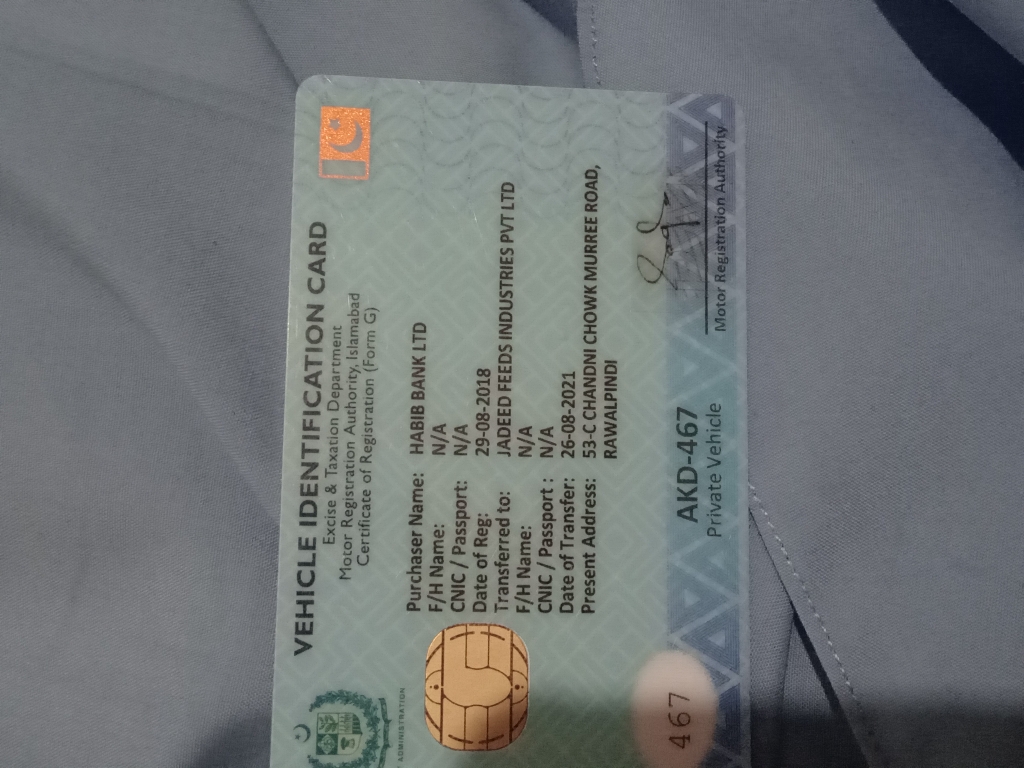 VEHICLE IDENTIFICATION CARD
Excise & Taxation Department
Motor Registration Authority, Islamabad
Certificate of Registration (Form G)
ADMINISTRATION
Purchaser Name: HABIB BANK LTD
F/H Name: N/A
CNIC / Passport: N/A
Date of Reg: 29-08-2018
Transferred to: JADEED FEEDS INDUSTRIES PVT LTD
F/H Name: N/A
CNIC / Passport : N/A
Date of Transfer: 26-08-2021
Present Address: 53-C CHANDNI CHOWK MURREE ROAD,
RAWALPINDI
467
AKD-467
Private Vehicle
Motor Registration Authority